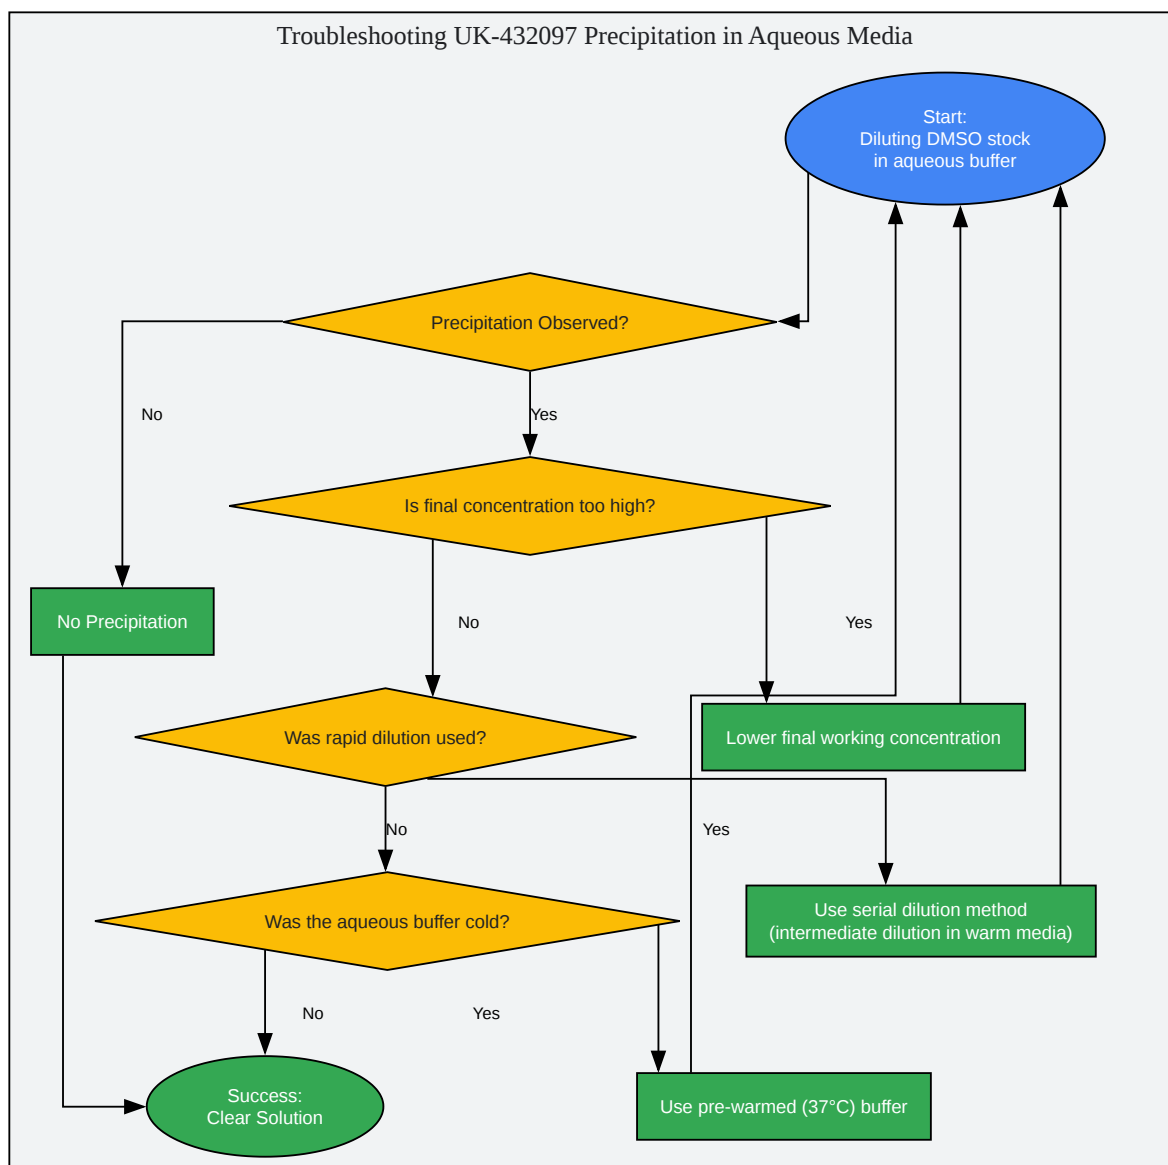 Troubleshooting UK-432097 Precipitation in Aqueous Media
Start:
Diluting DMSO stock
in aqueous buffer
Precipitation Observed?
No
Yes
Is final concentration too high?
No Precipitation
No
Yes
Was rapid dilution used?
Lower final working concentration
No
Yes
Was the aqueous buffer cold?
Use serial dilution method
(intermediate dilution in warm media)
No
Yes
Success:
Clear Solution
Use pre-warmed (37°C) buffer